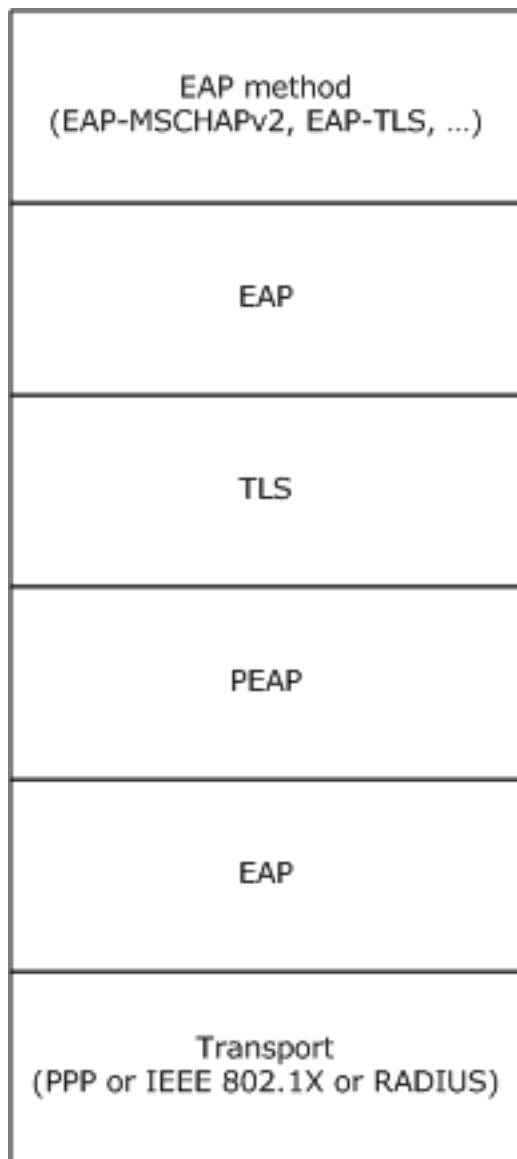 EAP method
(EAP-MSCHAPv2, EAP-TLS, ...)
EAP
TLS
PEAP
EAP
Transport
(PPP or IEEE 802.1X or RADIUS)